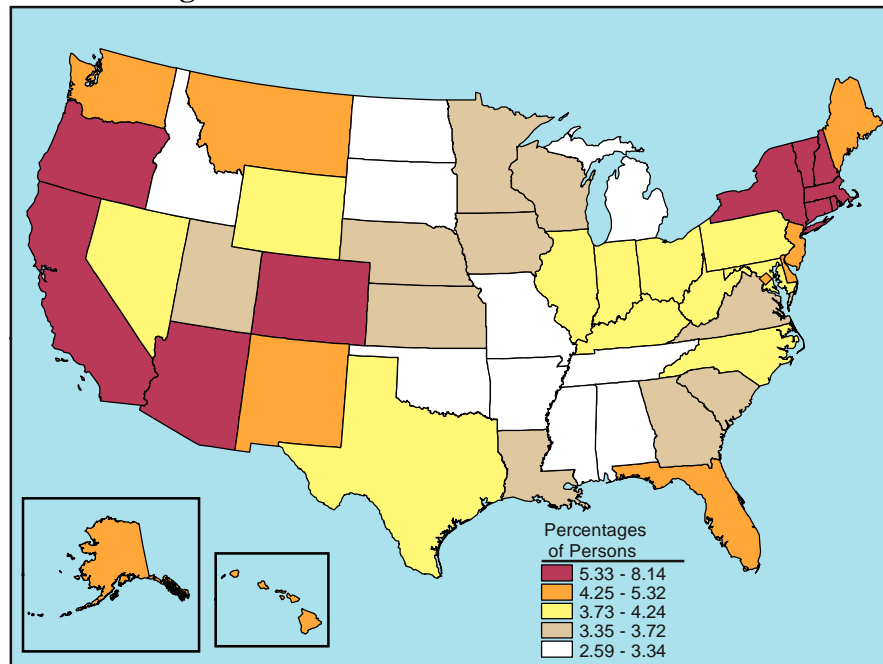 Percentages
of Persons
5.33 - 8.14
4.25 - 5.32
3.73 - 4.24
3.35 - 3.72
2.59 - 3.34